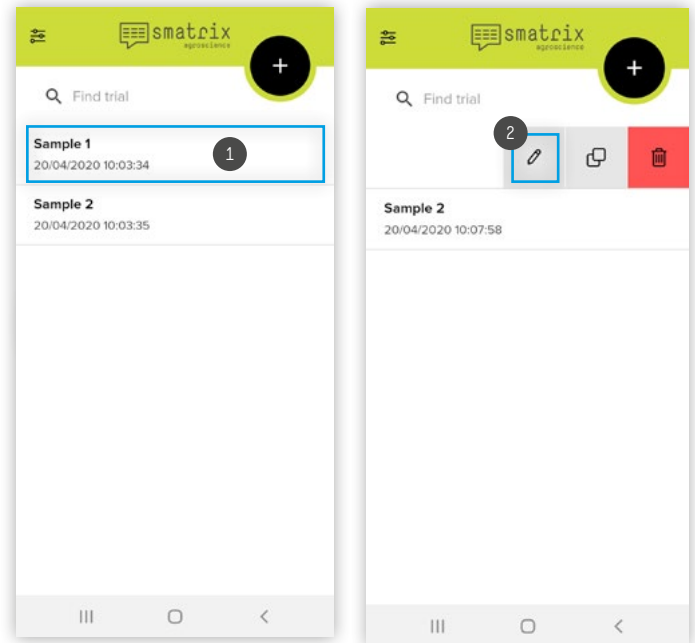 smatrix
agroscience
+
Find trial
Sample 1
20/04/2020 10:03:34
1
Sample 2
20/04/2020 10:03:35
smatrix
agroscience
+
Find trial
2
Sample 2
20/04/2020 10:07:58